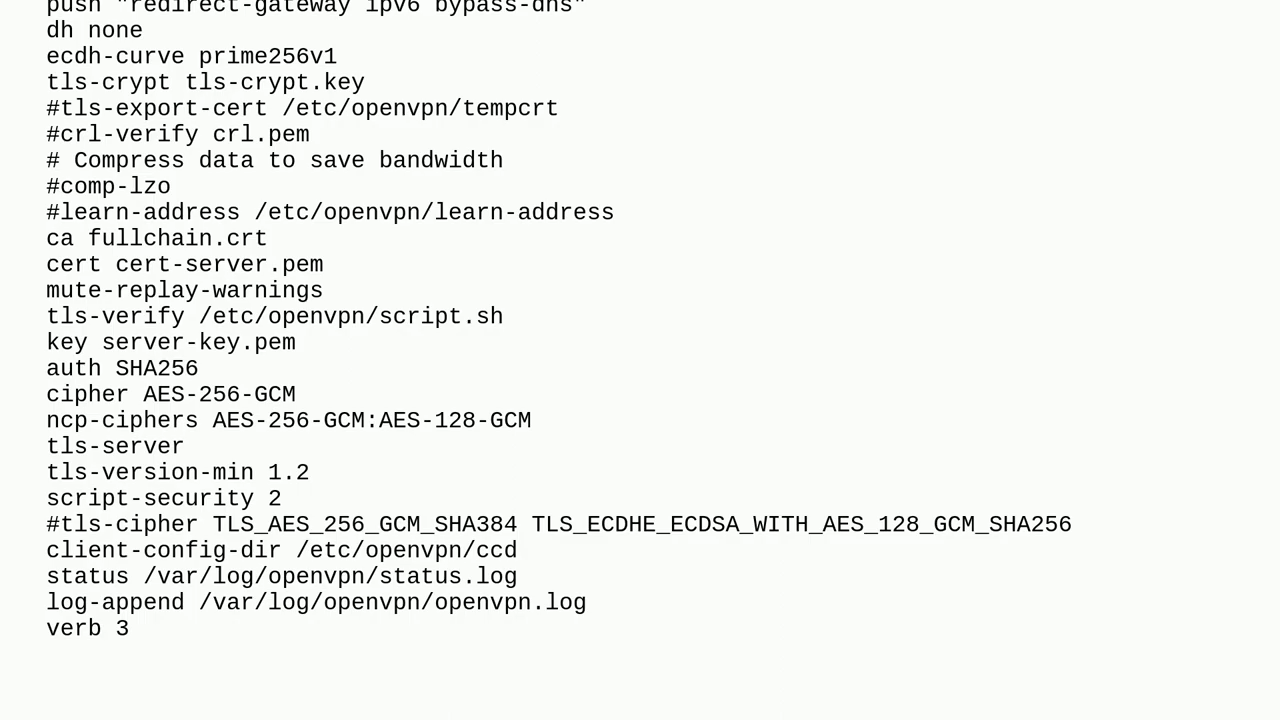 push "redirect-gateway ipv6 bypass-dns"
dh none
ecdh-curve prime256v1
tls-crypt tls-crypt.key
#tls-export-cert /etc/openvpn/tempcrt
#crl-verify crl.pem
# Compress data to save bandwidth
#comp-lzo
#learn-address /etc/openvpn/learn-address
ca fullchain.crt
cert cert-server.pem
mute-replay-warnings
tls-verify /etc/openvpn/script.sh
key server-key.pem
auth SHA256
cipher AES-256-GCM
ncp-ciphers AES-256-GCM:AES-128-GCM
tls-server
tls-version-min 1.2
script-security 2
#tls-cipher TLS_AES_256_GCM_SHA384 TLS_ECDHE_ECDSA_WITH_AES_128_GCM_SHA256
client-config-dir /etc/openvpn/ccd
status /var/log/openvpn/status.log
log-append /var/log/openvpn/openvpn.log
verb 3